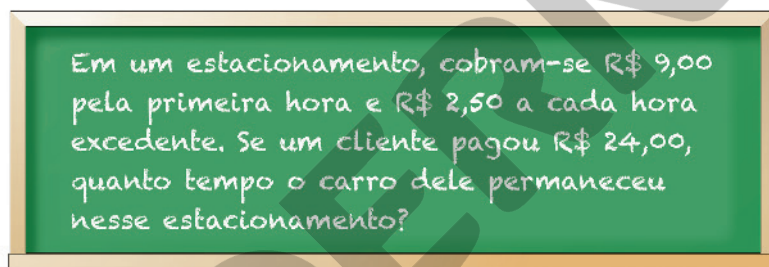 Em um estacionamento, cobram-se R$ 9,00
pela primeira hora e R$ 2,50 a cada hora
excedente. Se um cliente pagou R$ 24,00,
quanto tempo o carro dele permaneceu
nesse estacionamento?